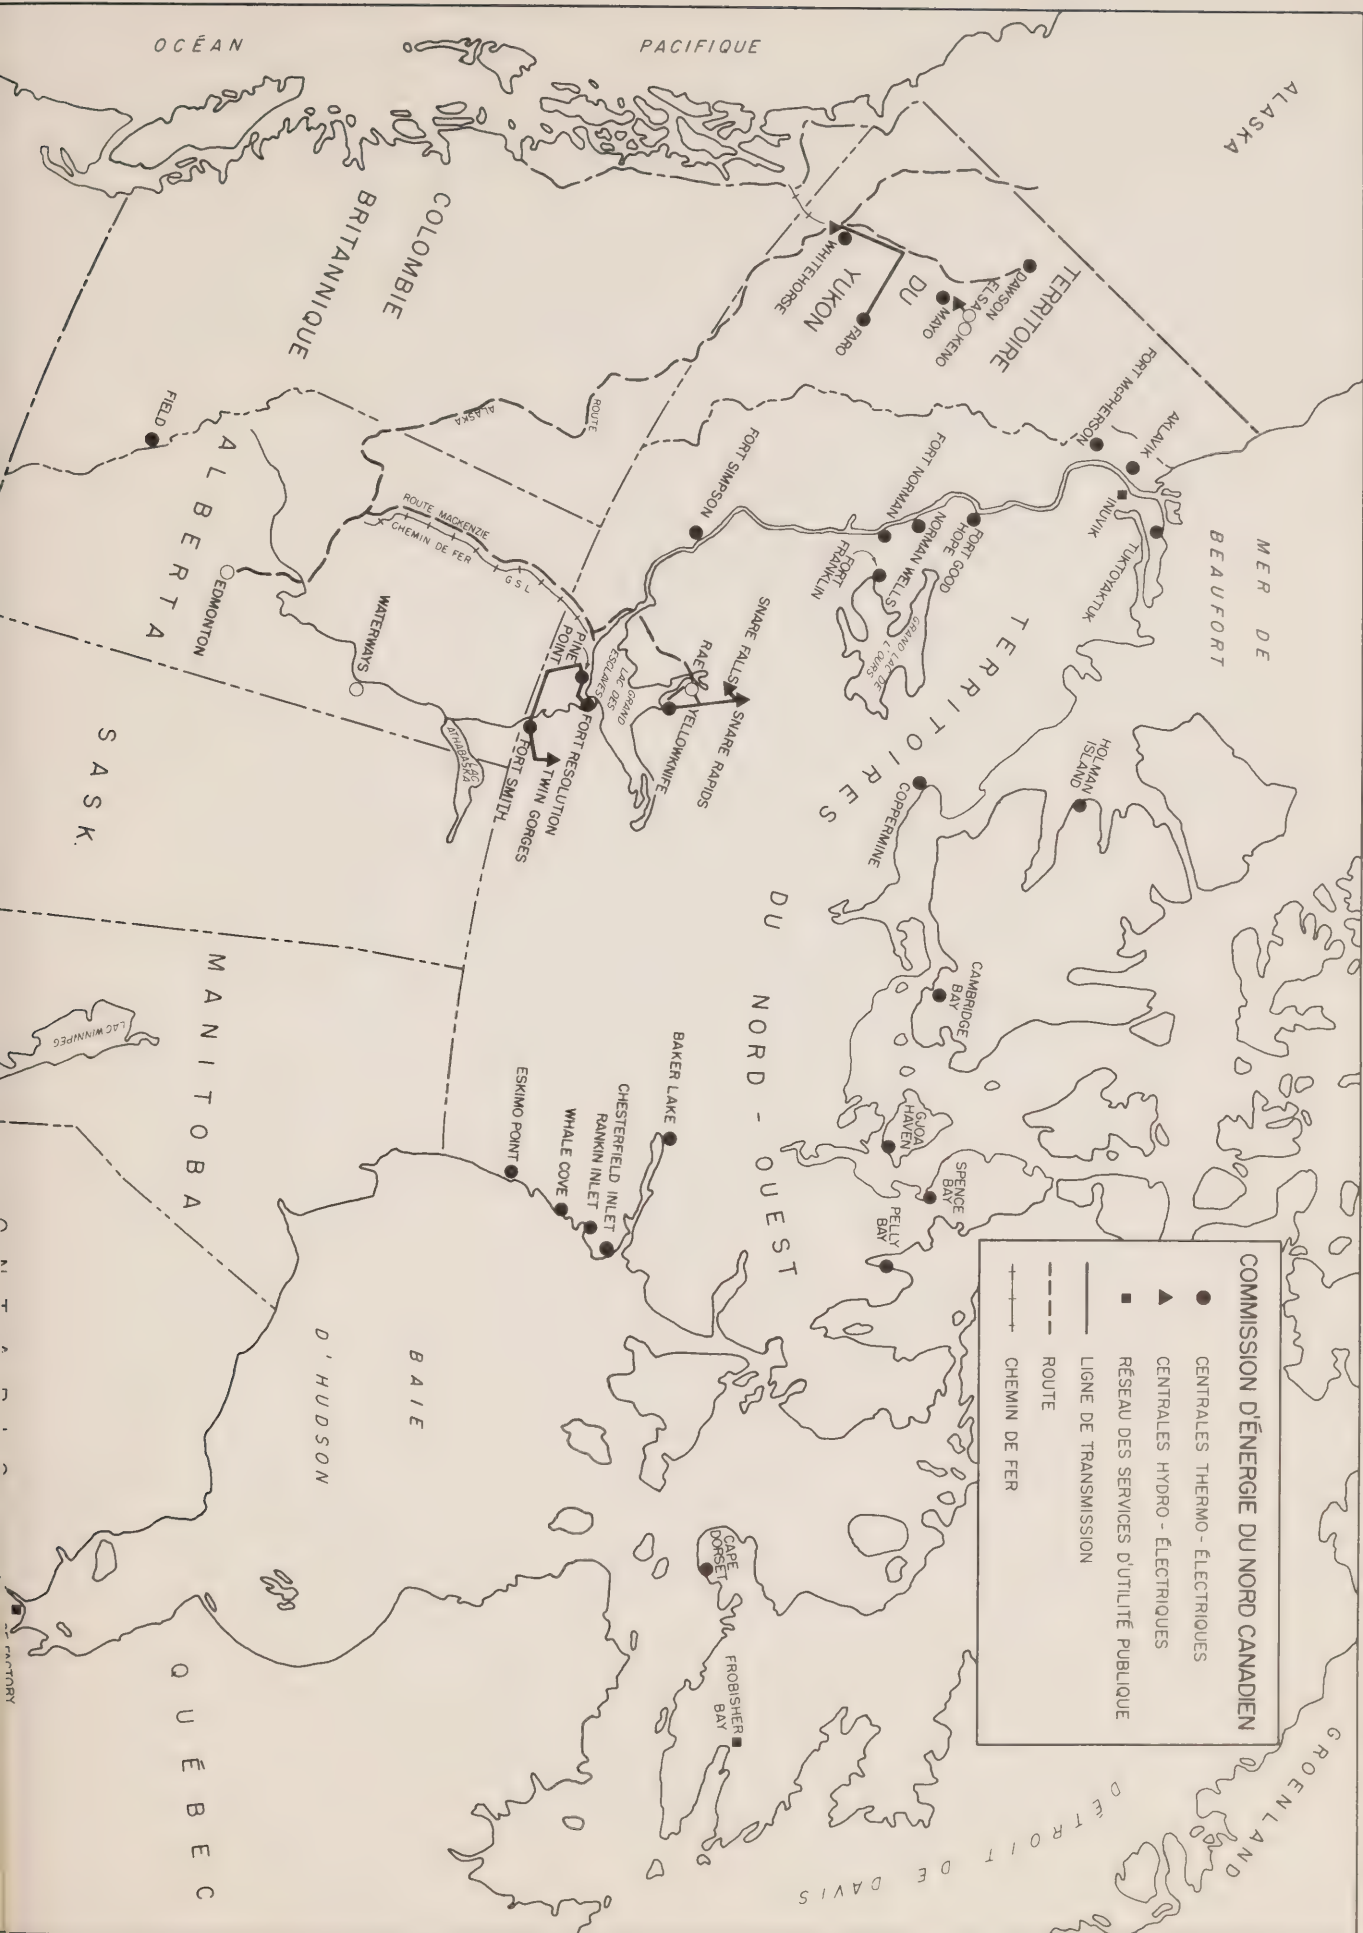 COMMISSION D'ÉNERGIE DU NORD CANADIEN
CENTRALES THERMO-ÉLECTRIQUES
CENTRALES HYDRO-ÉLECTRIQUES
RÉSEAU DES SERVICES D'UTILITÉ PUBLIQUE
LIGNE DE TRANSMISSION
ROUTE
CHEMIN DE FER
ALASKA
MER DE
BEAUFORT
GROENLAND
DÉTROIT DE DAVIS
OCÉAN
PACIFIQUE
TERRITOIRE
DU
YUKON
DAWSON
ELSA
KENO
MAYO
FARO
WHITEHORSE
FORT McPHERSON
AKLAVIK
INUVIK
TUKTOYAKTUK
FORT GOOD
HOPE
NORMAN WELLS
FORT NORMAN
FORT
FRANKLIN
GRAND LAC DE
L'OURS
FORT SIMPSON
SNARE FALLS
SNARE RAPIDS
RAE
YELLOWKNIFE
GRAND
LAC DES
ESCLAVES
PINE
POINT
FORT RESOLUTION
TWIN GORGES
FORT SMITH
TERRITOIRES
DU
NORD-OUEST
HOLMAN
ISLAND
COPPERMINE
CAMBRIDGE
BAY
GJOA
HAVEN
SPENCE
BAY
PELLY
BAY
BAKER LAKE
CHESTERFIELD INLET
RANKIN INLET
WHALE COVE
ESKIMO POINT
CAPE
DORSET
FROBISHER
BAY
COLOMBIE
BRITANNIQUE
ROUTE
ALASKA
ROUTE MACKENZIE
CHEMIN DE FER
G S L
FIELD
ALBERTA
EDMONTON
WATERWAYS
LAC
ATHABASKA
SASK.
MANITOBA
LAC WINNIPEG
BAIE
D'HUDSON
QUÉBEC
FACTORY